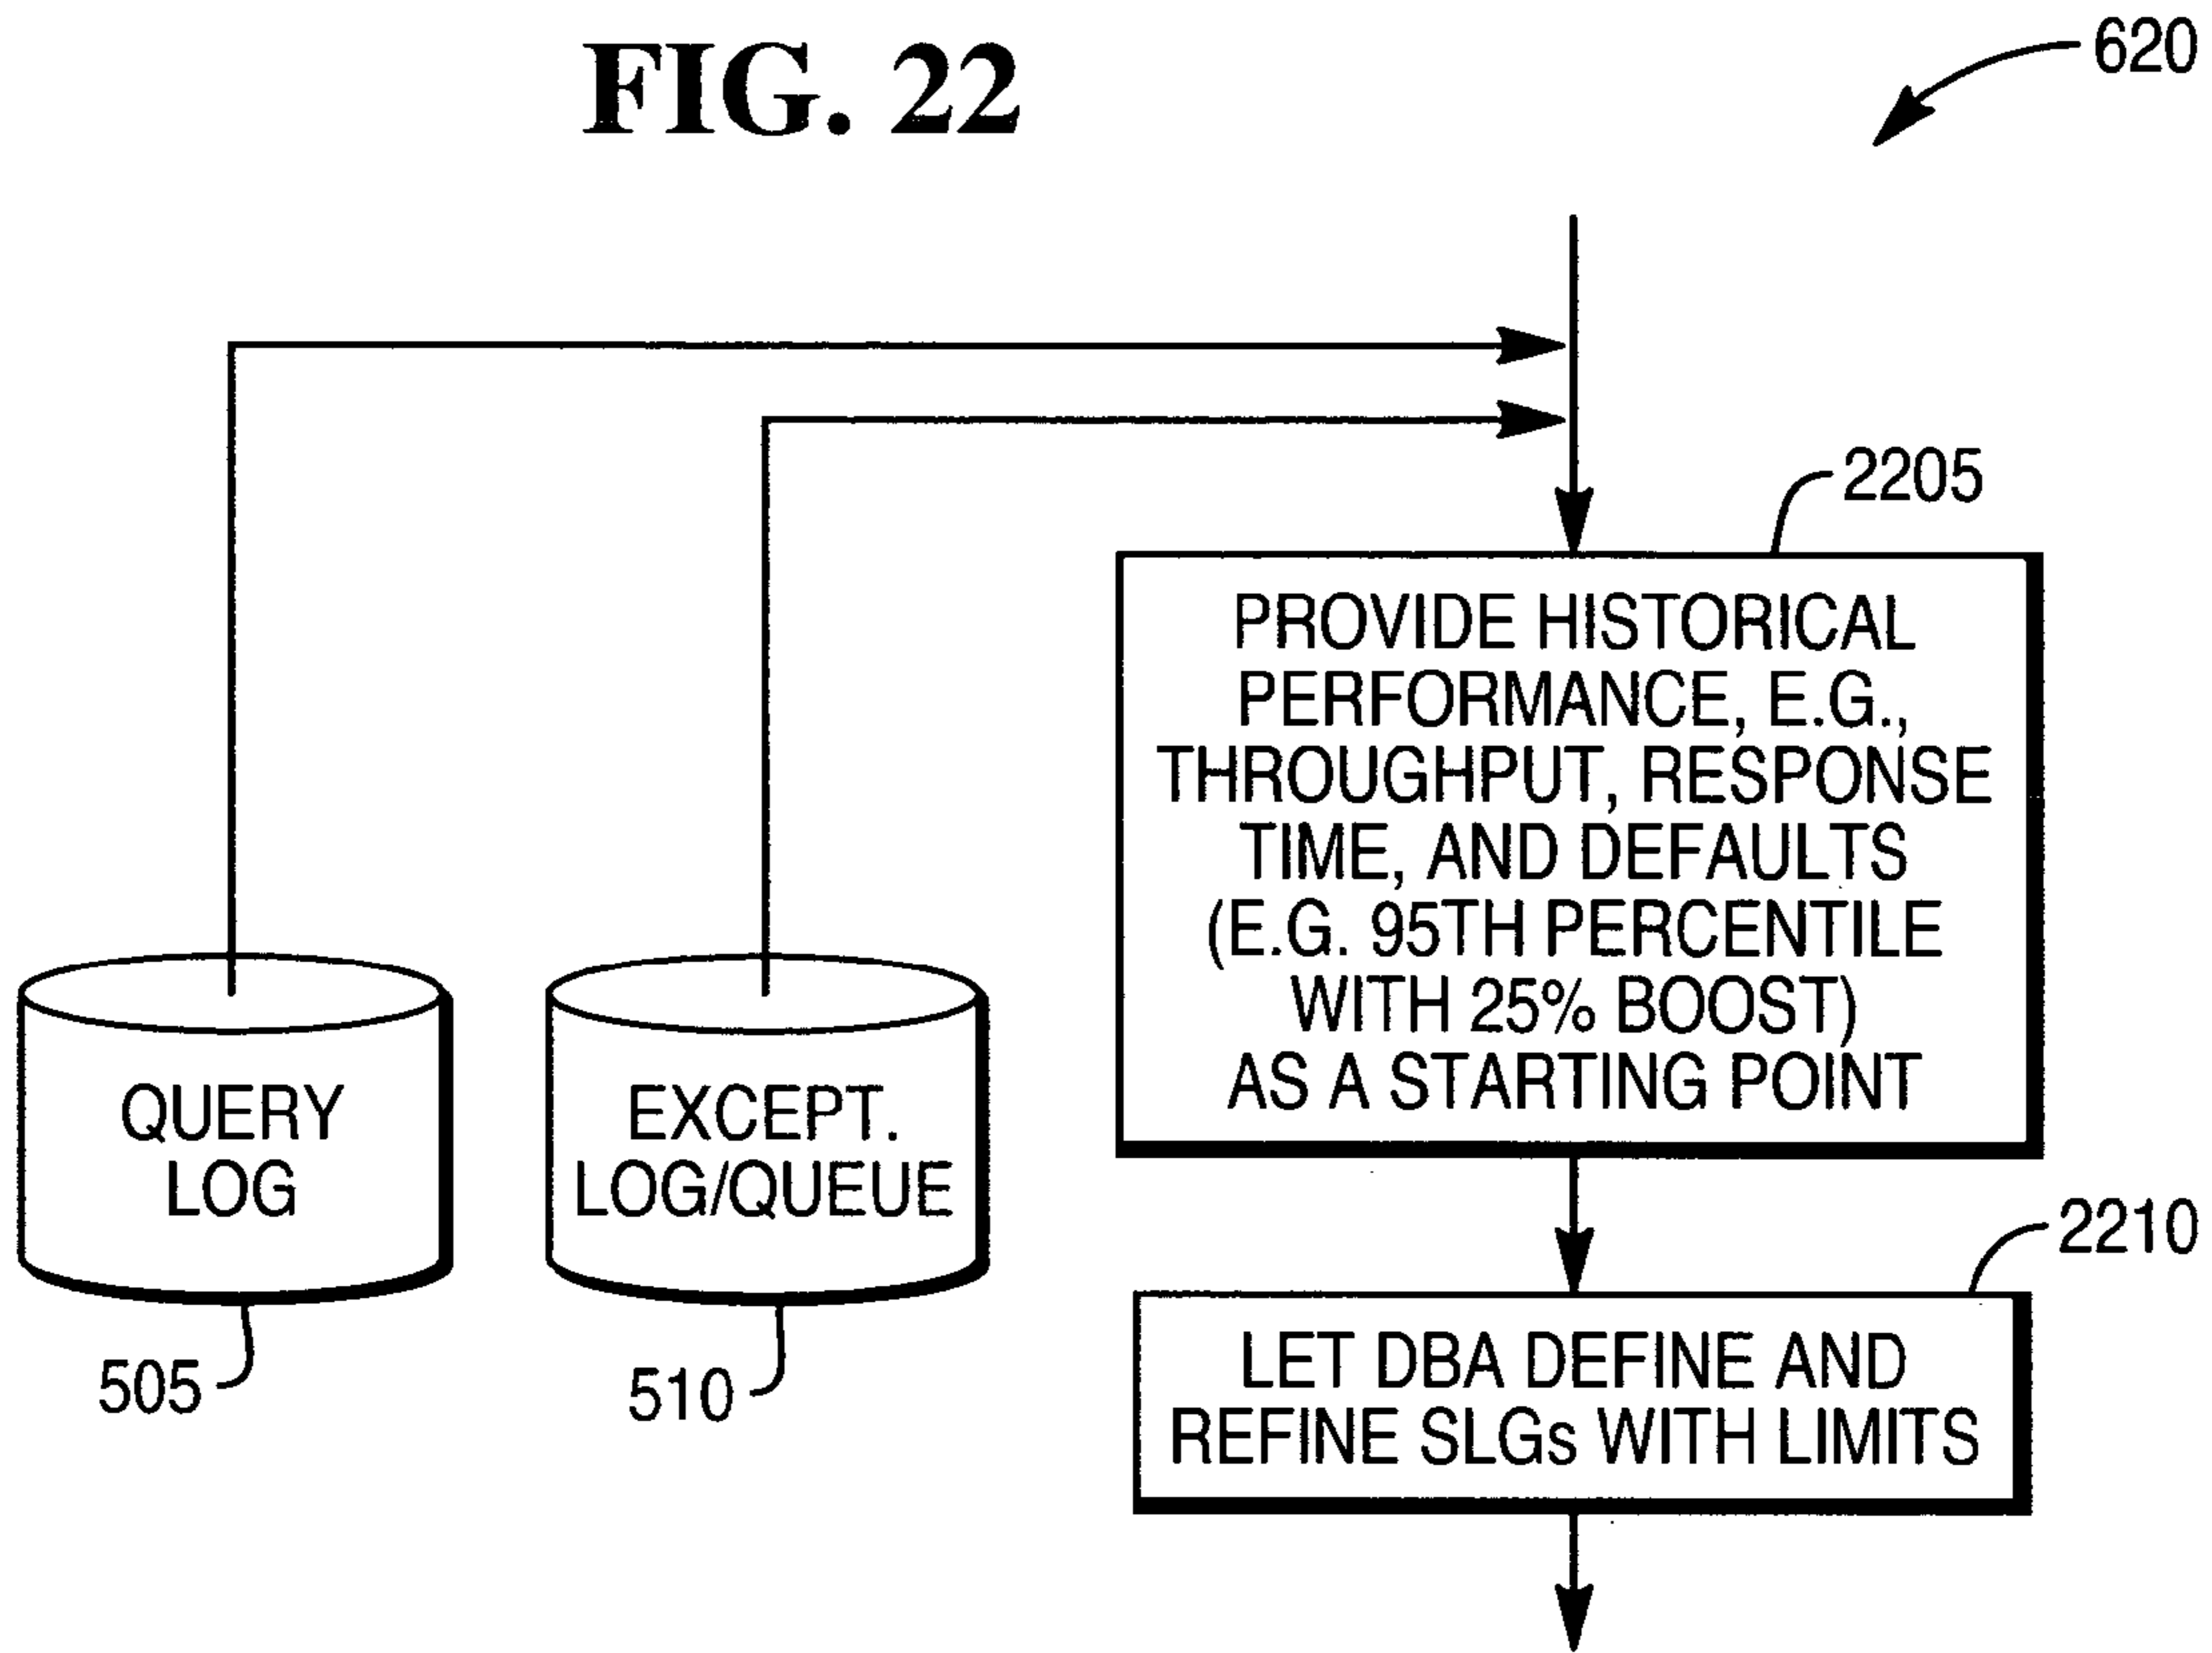 FIG. 22
620
2205
PROVIDE HISTORICAL
PERFORMANCE, E.G.,
THROUGHPUT, RESPONSE
TIME, AND DEFAULTS
(E.G. 95TH PERCENTILE
WITH 25% BOOST)
AS A STARTING POINT
QUERY
LOG
505
EXCEPT.
LOG/QUEUE
510
2210
LET DBA DEFINE AND
REFINE SLGs WITH LIMITS